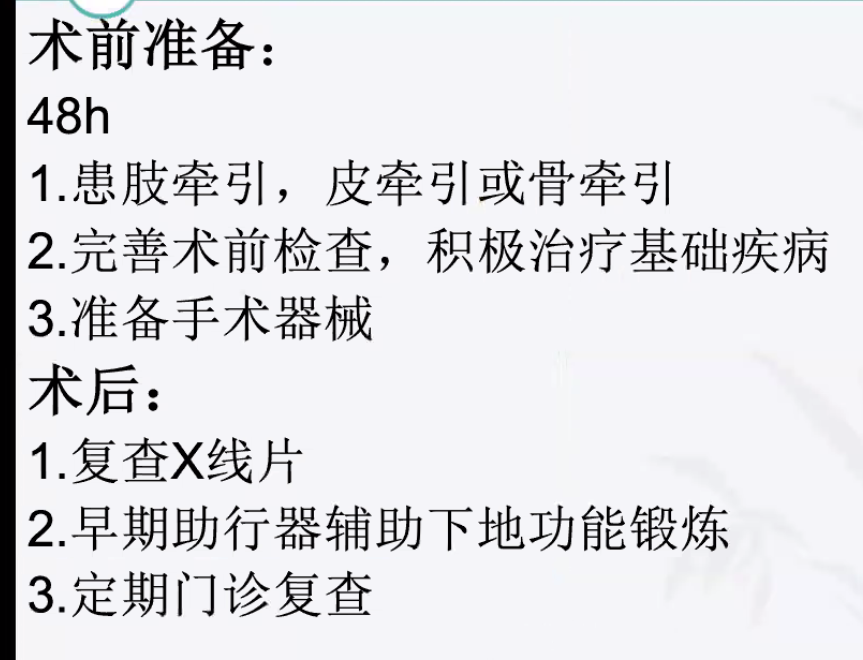 术前准备：
48h
1.患肢牵引，皮牵引或骨牵引
2.完善术前检查，积极治疗基础疾病
3.准备手术器械
术后：
1.复查X线片
2.早期助行器辅助下地功能锻炼
3.定期门诊复查